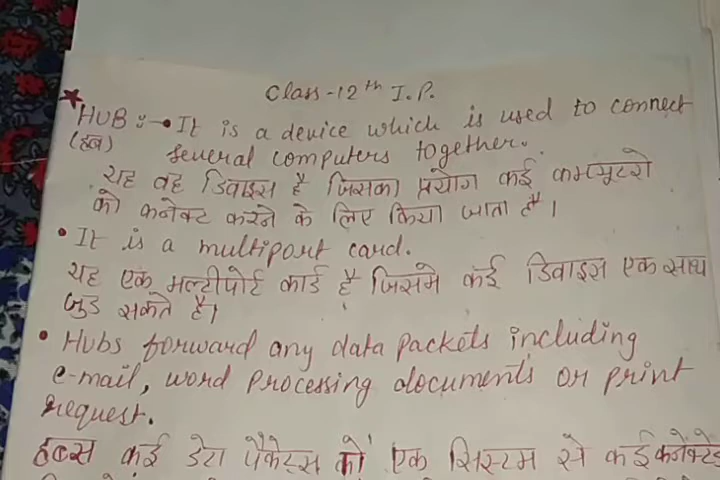 Class-12th I.P.
★ HUB :- • It is a device which is used to connect
(हब) several computers together.
यह वह डिवाइस है जिसका प्रयोग कई कम्प्यूटरो
को कनेक्ट करने के लिए किया जाता है।
• It is a multiport card.
यह एक मल्टीपोर्ट कार्ड है जिसमे कई डिवाइस एक साथ
जुड सकते है।
• Hubs forward any data packets including
e-mail, word processing documents or print
request.
हब्स कई डेटा पैकेट्स को एक सिस्टम से कई कनेक्टेड